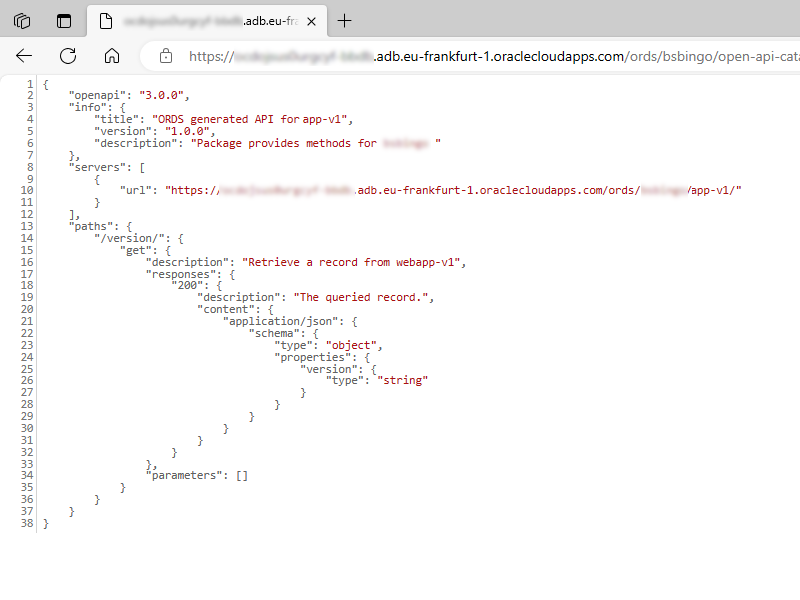 .adb.eu-fra
https:// .adb.eu-frankfurt-1.oraclecloudapps.com/ords/bsbingo/open-api-cata
1 {
2 "openapi": "3.0.0",
3 "info": {
4 "title": "ORDS generated API for app-v1",
5 "version": "1.0.0",
6 "description": "Package provides methods for "
7 },
8 "servers": [
9 {
10 "url": "https:// .adb.eu-frankfurt-1.oraclecloudapps.com/ords/ /app-v1/"
11 }
12 ],
13 "paths": {
14 "/version/": {
15 "get": {
16 "description": "Retrieve a record from webapp-v1",
17 "responses": {
18 "200": {
19 "description": "The queried record.",
20 "content": {
21 "application/json": {
22 "schema": {
23 "type": "object",
24 "properties": {
25 "version": {
26 "type": "string"
27 }
28 }
29 }
30 }
31 }
32 }
33 },
34 "parameters": []
35 }
36 }
37 }
38 }